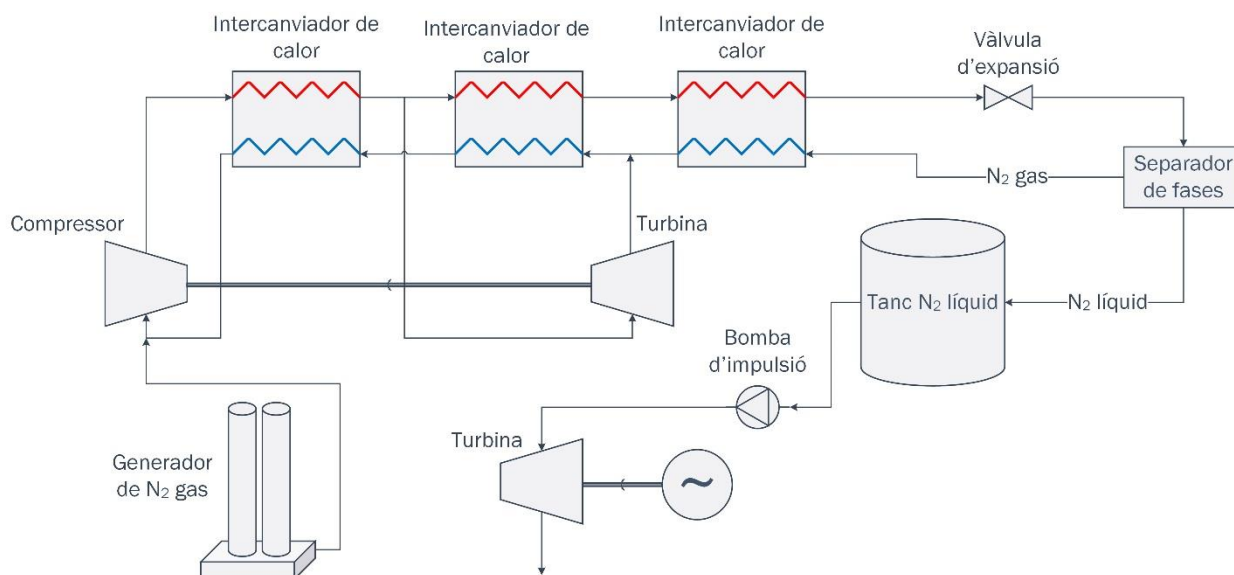 Intercanviador de
calor
Intercanviador de
calor
Intercanviador de
calor
Vàlvula
d’expansió
N₂ gas
Separador
de fases
Compressor
Turbina
Tanc N₂ líquid
N₂ líquid
Bomba
d’impulsió
Turbina
~
Generador
de N₂ gas